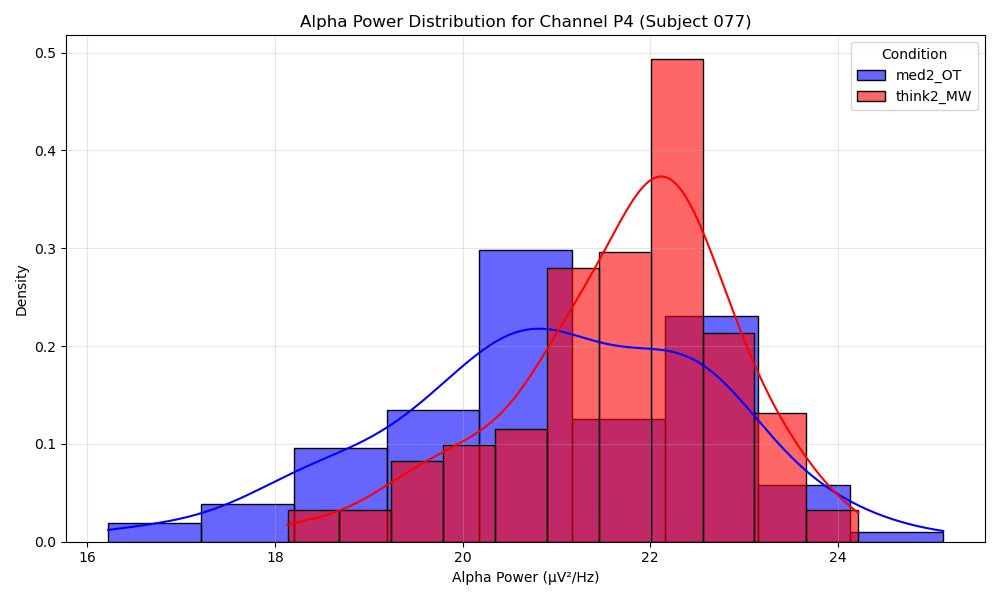 Alpha Power Distribution for Channel P4 (Subject 077)
Condition
med2_OT
think2_MW
0.5
0.4
0.3
0.2
0.1
0.0
Density
16
18
20
22
24
Alpha Power (µV²/Hz)